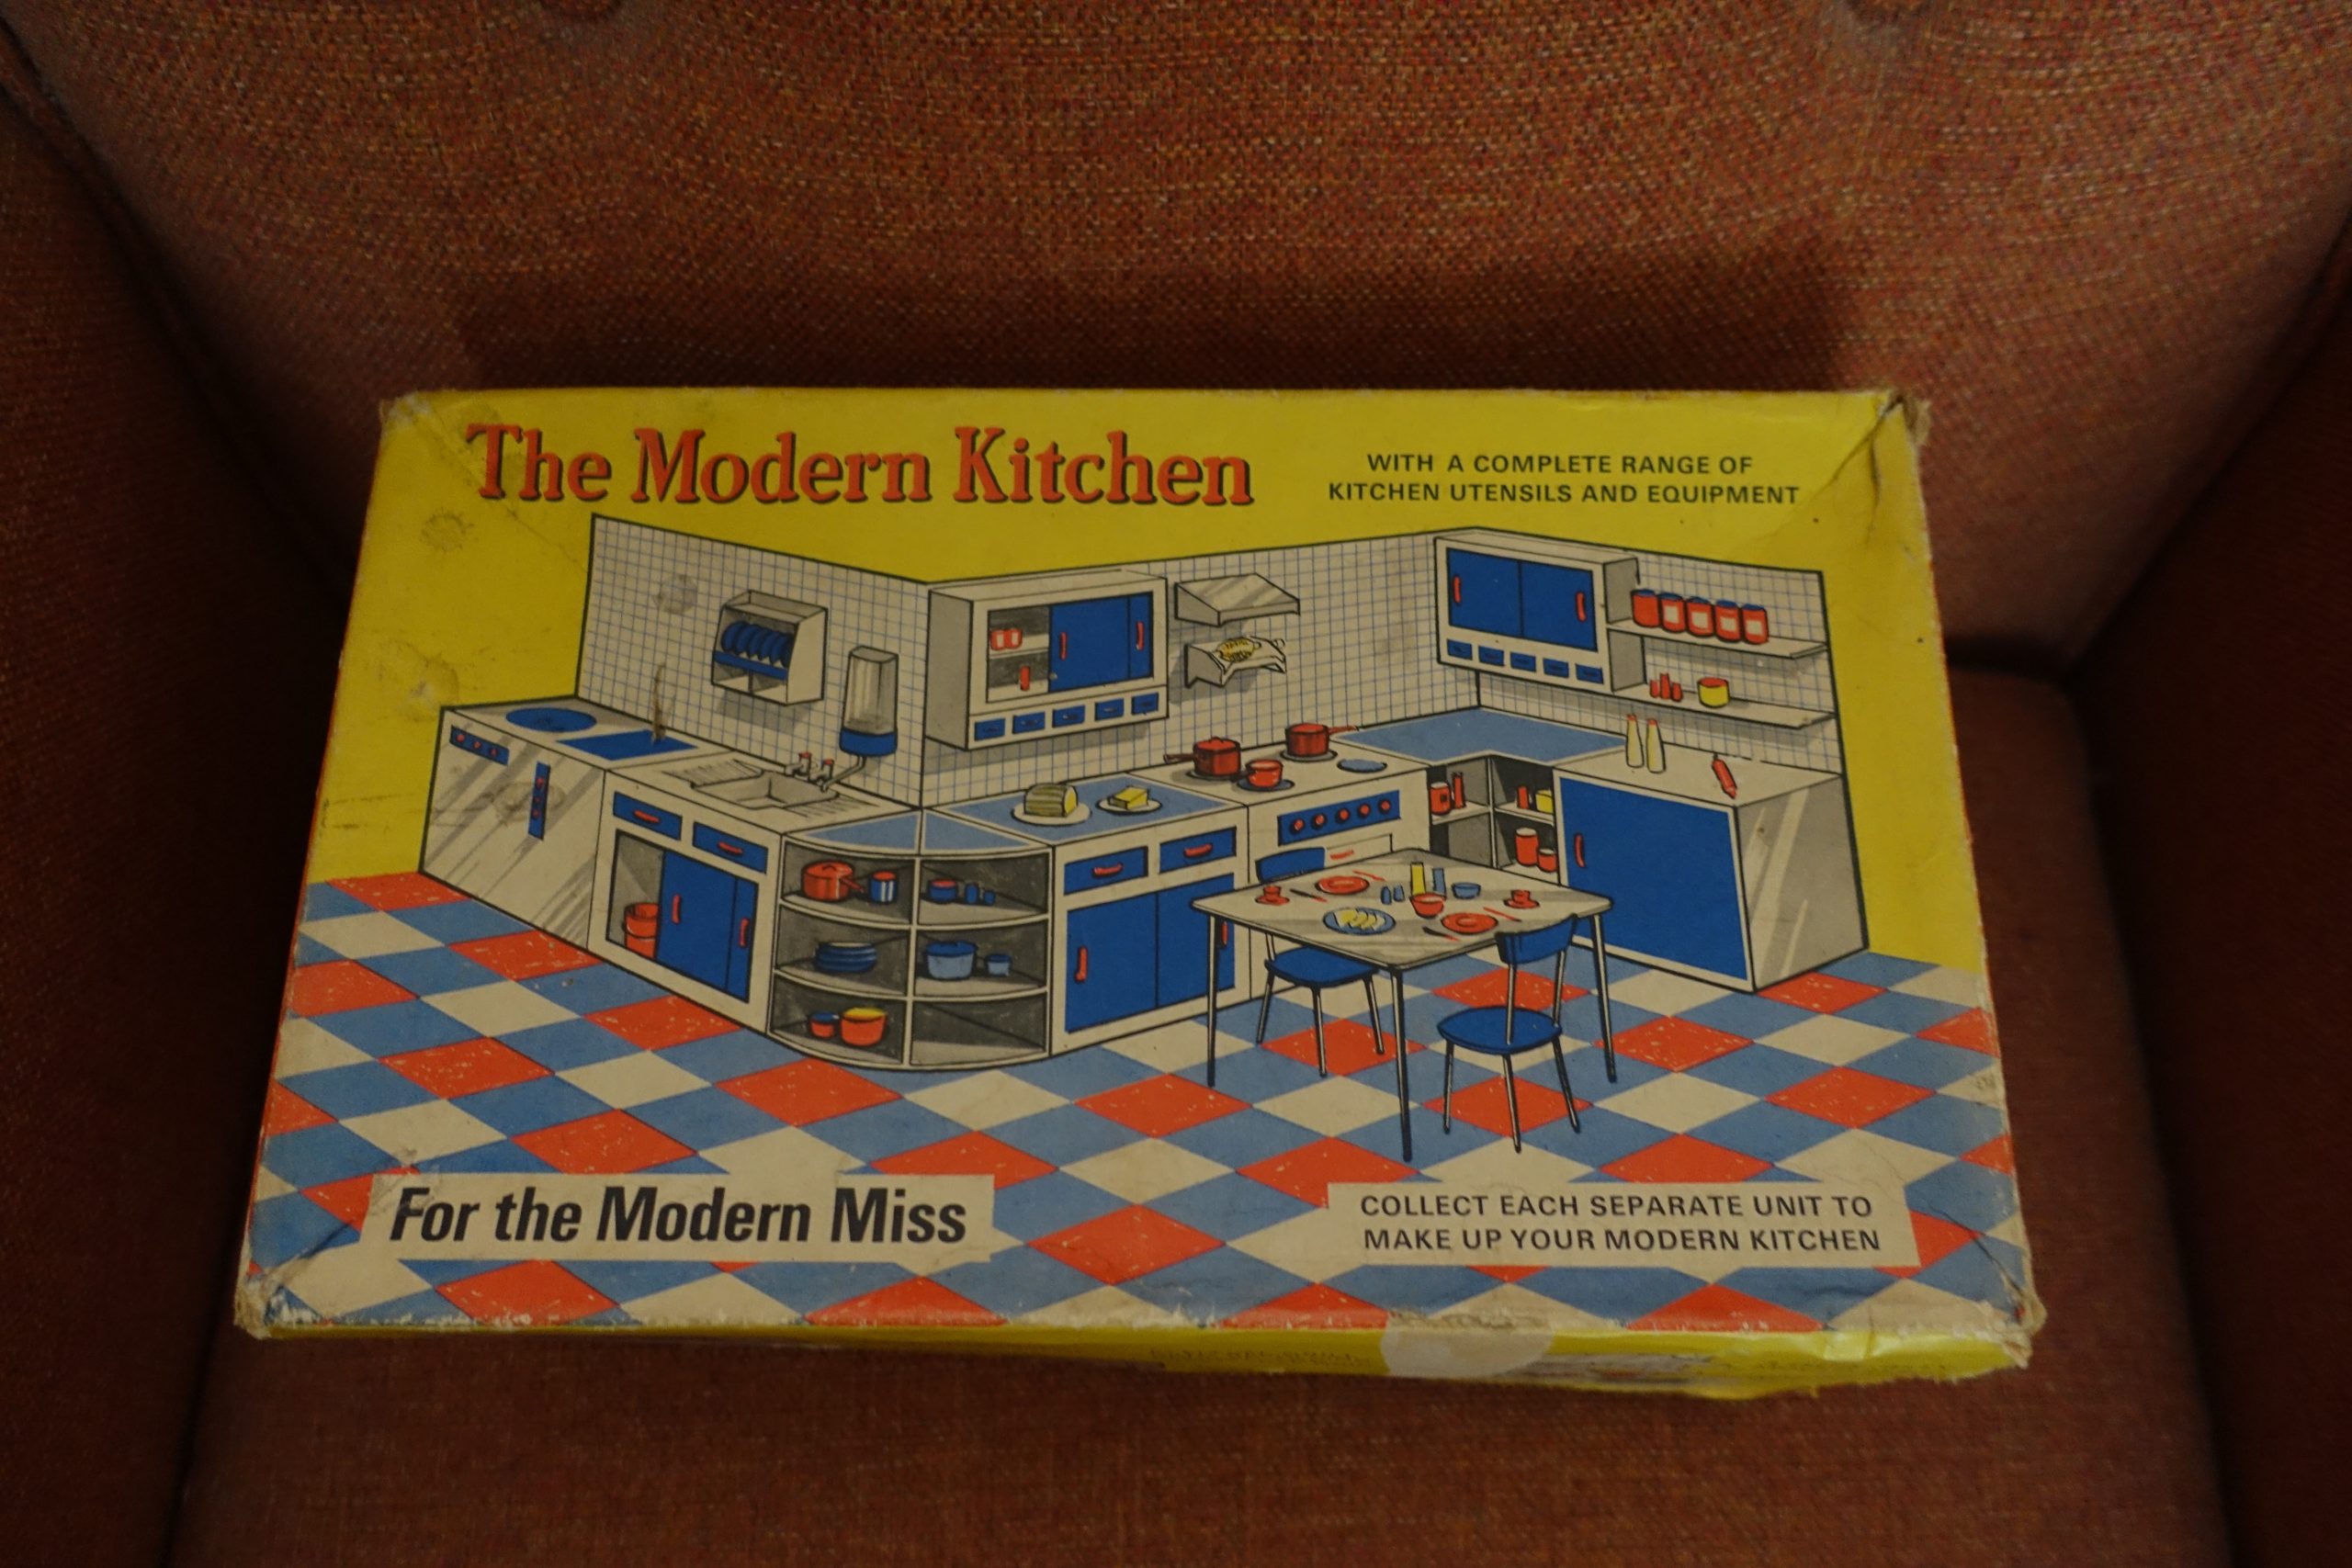 The Modern Kitchen
WITH A COMPLETE RANGE OF
KITCHEN UTENSILS AND EQUIPMENT
For the Modern Miss
COLLECT EACH SEPARATE UNIT TO
MAKE UP YOUR MODERN KITCHEN